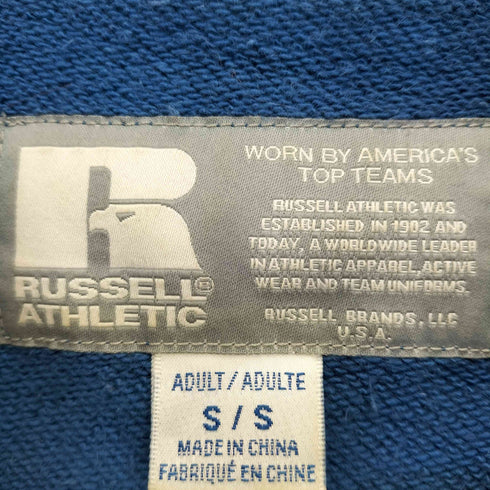 R
RUSSELL®
ATHLETIC
WORN BY AMERICA'S
TOP TEAMS
RUSSELL ATHLETIC WAS
ESTABLISHED IN 1902 AND
TODAY, A WORLDWIDE LEADER
IN ATHLETIC APPAREL, ACTIVE
WEAR AND TEAM UNIFORMS.
RUSSELL BRANDS, LLC
U.S.A.
ADULT / ADULTE
S / S
MADE IN CHINA
FABRIQUÉ EN CHINE